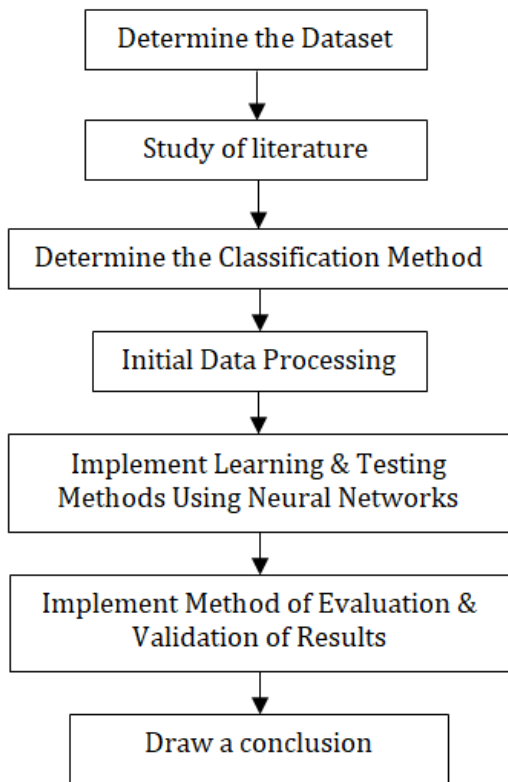 Determine the Dataset
Study of literature
Determine the Classification Method
Initial Data Processing
Implement Learning & Testing
Methods Using Neural Networks
Implement Method of Evaluation &
Validation of Results
Draw a conclusion